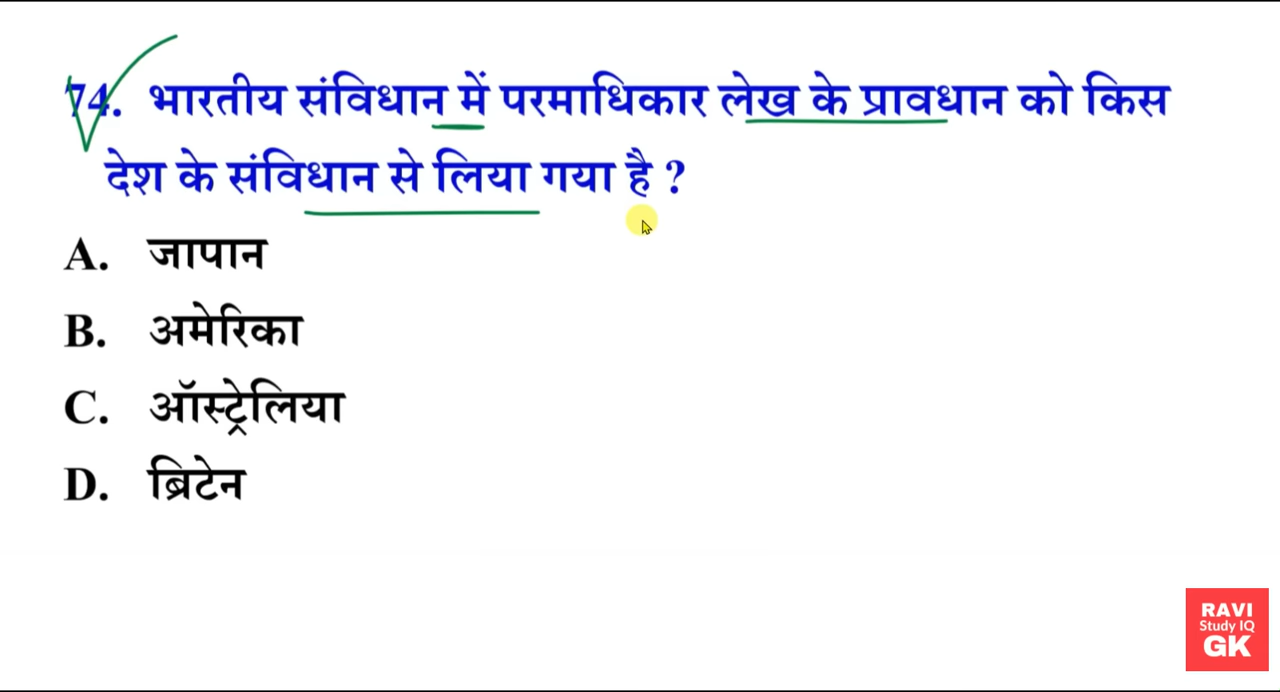 74. भारतीय संविधान में परमाधिकार लेख के प्रावधान को किस
देश के संविधान से लिया गया है ?
A. जापान
B. अमेरिका
C. ऑस्ट्रेलिया
D. ब्रिटेन
RAVI
Study IQ
GK